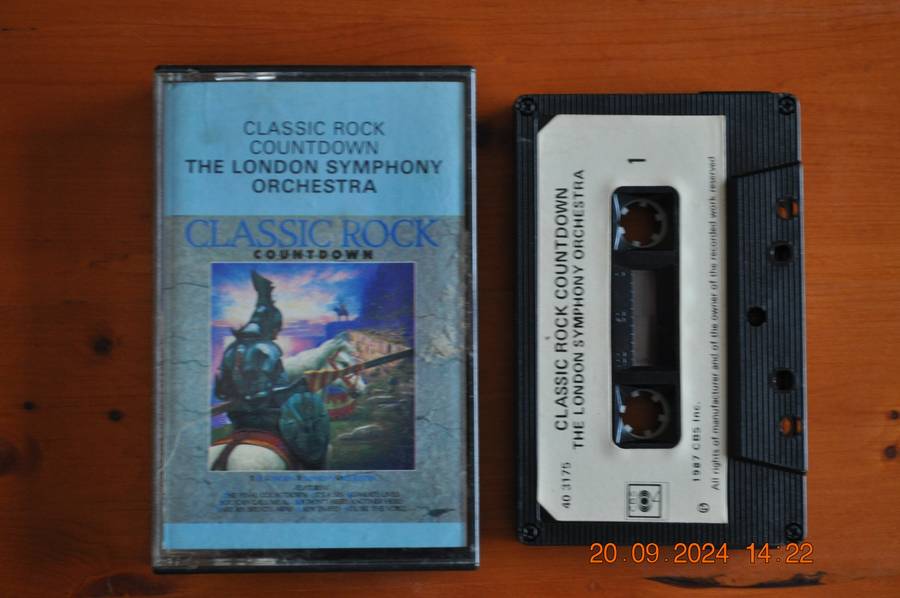 CLASSIC ROCK
COUNTDOWN
THE LONDON SYMPHONY
ORCHESTRA
CLASSIC ROCK
COUNTDOWN
FEATURING
CLASSIC ROCK COUNTDOWN
THE LONDON SYMPHONY ORCHESTRA
1
40 3175
CBS
℗ 1987 CBS Inc.
All rights of manufacturer and of the owner of the recorded work reserved
20.09.2024 14:22